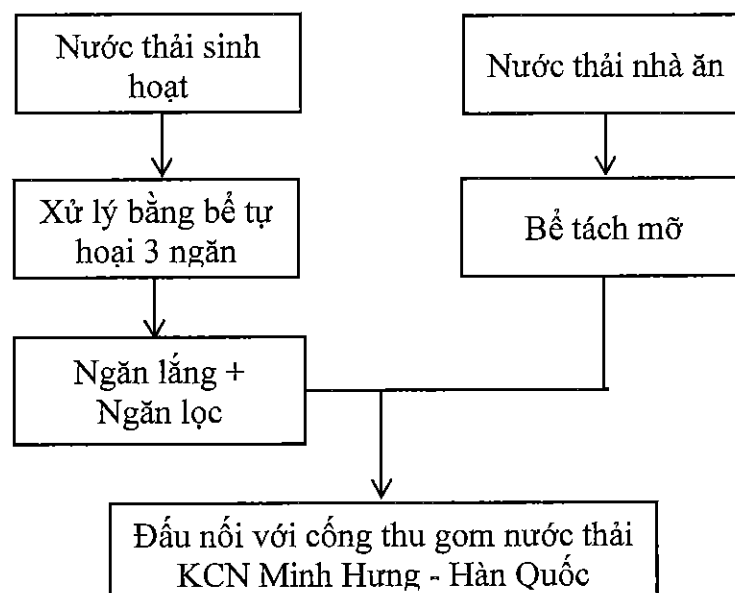 Nước thải sinh
hoạt
Nước thải nhà ăn
Xử lý bằng bể tự
hoại 3 ngăn
Bể tách mỡ
Ngăn lắng +
Ngăn lọc
Đấu nối với cống thu gom nước thải
KCN Minh Hưng - Hàn Quốc